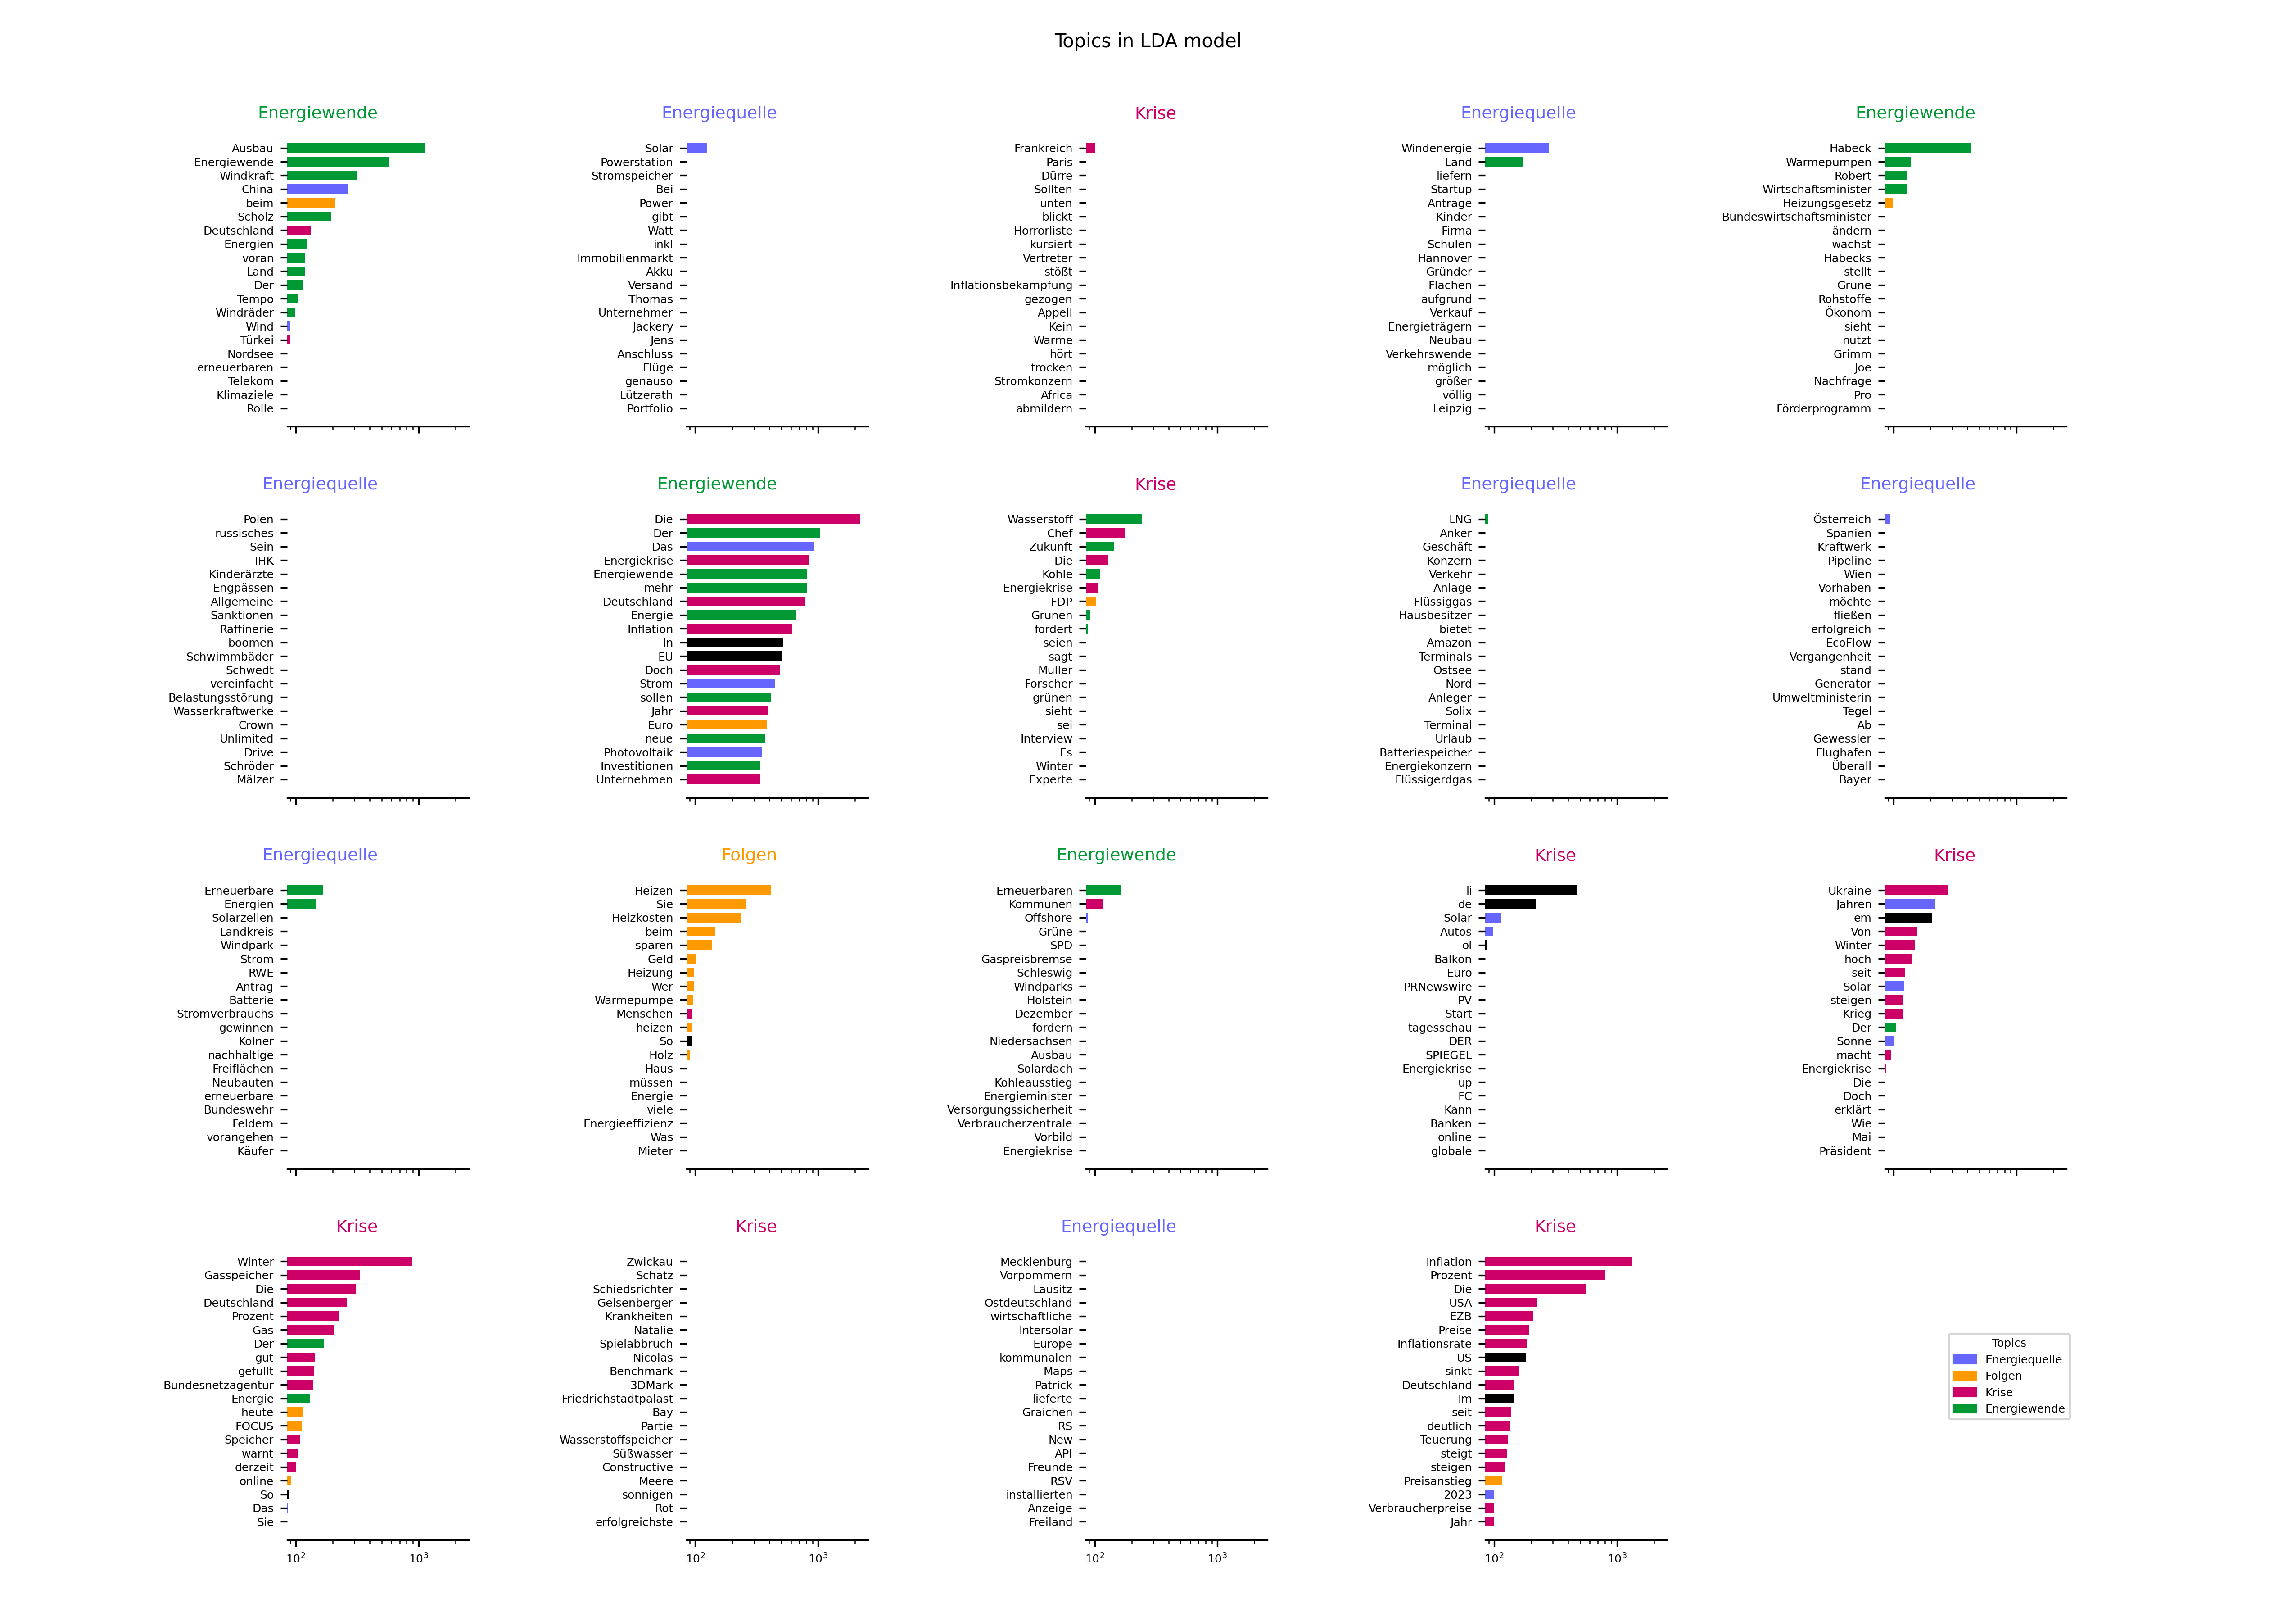 Topics in LDA model
Energiewende
Ausbau
Energiewende
Windkraft
China
beim
Scholz
Deutschland
Energien
voran
Land
Der
Tempo
Windräder
Wind
Türkei
Nordsee
erneuerbaren
Telekom
Klimaziele
Rolle
Energiequelle
Solar
Powerstation
Stromspeicher
Bei
Power
gibt
Watt
inkl
Immobilienmarkt
Akku
Versand
Thomas
Unternehmer
Jackery
Jens
Anschluss
Flüge
genauso
Lützerath
Portfolio
Krise
Frankreich
Paris
Dürre
Sollten
unten
blickt
Horrorliste
kursiert
Vertreter
stößt
Inflationsbekämpfung
gezogen
Appell
Kein
Warme
hört
trocken
Stromkonzern
Africa
abmildern
Energiequelle
Windenergie
Land
liefern
Startup
Anträge
Kinder
Firma
Schulen
Hannover
Gründer
Flächen
aufgrund
Verkauf
Energieträgern
Neubau
Verkehrswende
möglich
größer
völlig
Leipzig
Energiewende
Habeck
Wärmepumpen
Robert
Wirtschaftsminister
Heizungsgesetz
Bundeswirtschaftsminister
ändern
wächst
Habecks
stellt
Grüne
Rohstoffe
Ökonom
sieht
nutzt
Grimm
Joe
Nachfrage
Pro
Förderprogramm
Energiequelle
Polen
russisches
Sein
IHK
Kinderärzte
Engpässen
Allgemeine
Sanktionen
Raffinerie
boomen
Schwimmbäder
Schwedt
vereinfacht
Belastungsstörung
Wasserkraftwerke
Crown
Unlimited
Drive
Schröder
Mälzer
Energiewende
Die
Der
Das
Energiekrise
Energiewende
mehr
Deutschland
Energie
Inflation
In
EU
Doch
Strom
sollen
Jahr
Euro
neue
Photovoltaik
Investitionen
Unternehmen
Krise
Wasserstoff
Chef
Zukunft
Die
Kohle
Energiekrise
FDP
Grünen
fordert
seien
sagt
Müller
Forscher
grünen
sieht
sei
Interview
Es
Winter
Experte
Energiequelle
LNG
Anker
Geschäft
Konzern
Verkehr
Anlage
Flüssiggas
Hausbesitzer
bietet
Amazon
Terminals
Ostsee
Nord
Anleger
Solix
Terminal
Urlaub
Batteriespeicher
Energiekonzern
Flüssigerdgas
Energiequelle
Österreich
Spanien
Kraftwerk
Pipeline
Wien
Vorhaben
möchte
fließen
erfolgreich
EcoFlow
Vergangenheit
stand
Generator
Umweltministerin
Tegel
Ab
Gewessler
Flughafen
Überall
Bayer
Energiequelle
Erneuerbare
Energien
Solarzellen
Landkreis
Windpark
Strom
RWE
Antrag
Batterie
Stromverbrauchs
gewinnen
Kölner
nachhaltige
Freiflächen
Neubauten
erneuerbare
Bundeswehr
Feldern
vorangehen
Käufer
Folgen
Heizen
Sie
Heizkosten
beim
sparen
Geld
Heizung
Wer
Wärmepumpe
Menschen
heizen
So
Holz
Haus
müssen
Energie
viele
Energieeffizienz
Was
Mieter
Energiewende
Erneuerbaren
Kommunen
Offshore
Grüne
SPD
Gaspreisbremse
Schleswig
Windparks
Holstein
Dezember
fordern
Niedersachsen
Ausbau
Solardach
Kohleausstieg
Energieminister
Versorgungssicherheit
Verbraucherzentrale
Vorbild
Energiekrise
Krise
li
de
Solar
Autos
ol
Balkon
Euro
PRNewswire
PV
Start
tagesschau
DER
SPIEGEL
Energiekrise
up
FC
Kann
Banken
online
globale
Krise
Ukraine
Jahren
em
Von
Winter
hoch
seit
Solar
steigen
Krieg
Der
Sonne
macht
Energiekrise
Die
Doch
erklärt
Wie
Mai
Präsident
Krise
Winter
Gasspeicher
Die
Deutschland
Prozent
Gas
Der
gut
gefüllt
Bundesnetzagentur
Energie
heute
FOCUS
Speicher
warnt
derzeit
online
So
Das
Sie
10² 10³
Krise
Zwickau
Schatz
Schiedsrichter
Geisenberger
Krankheiten
Natalie
Spielabbruch
Nicolas
Benchmark
3DMark
Friedrichstadtpalast
Bay
Partie
Wasserstoffspeicher
Süßwasser
Constructive
Meere
sonnigen
Rot
erfolgreichste
10² 10³
Energiequelle
Mecklenburg
Vorpommern
Lausitz
Ostdeutschland
wirtschaftliche
Intersolar
Europe
kommunalen
Maps
Patrick
lieferte
Graichen
RS
New
API
Freunde
RSV
installierten
Anzeige
Freiland
10² 10³
Krise
Inflation
Prozent
Die
USA
EZB
Preise
Inflationsrate
US
sinkt
Deutschland
Im
seit
deutlich
Teuerung
steigt
steigen
Preisanstieg
2023
Verbraucherpreise
Jahr
10² 10³
Topics
Energiequelle
Folgen
Krise
Energiewende